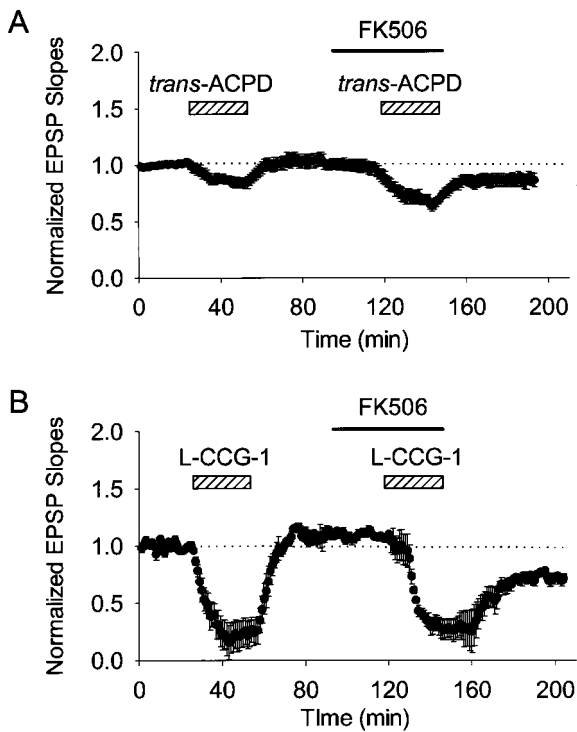 A
FK506
trans-ACPD trans-ACPD
Normalized EPSP Slopes
2.0
1.5
1.0
0.5
0.0
0 40 80 120 160 200
Time (min)
B
FK506
L-CCG-1 L-CCG-1
Normalized EPSP Slopes
2.0
1.5
1.0
0.5
0.0
0 40 80 120 160 200
TIme (min)